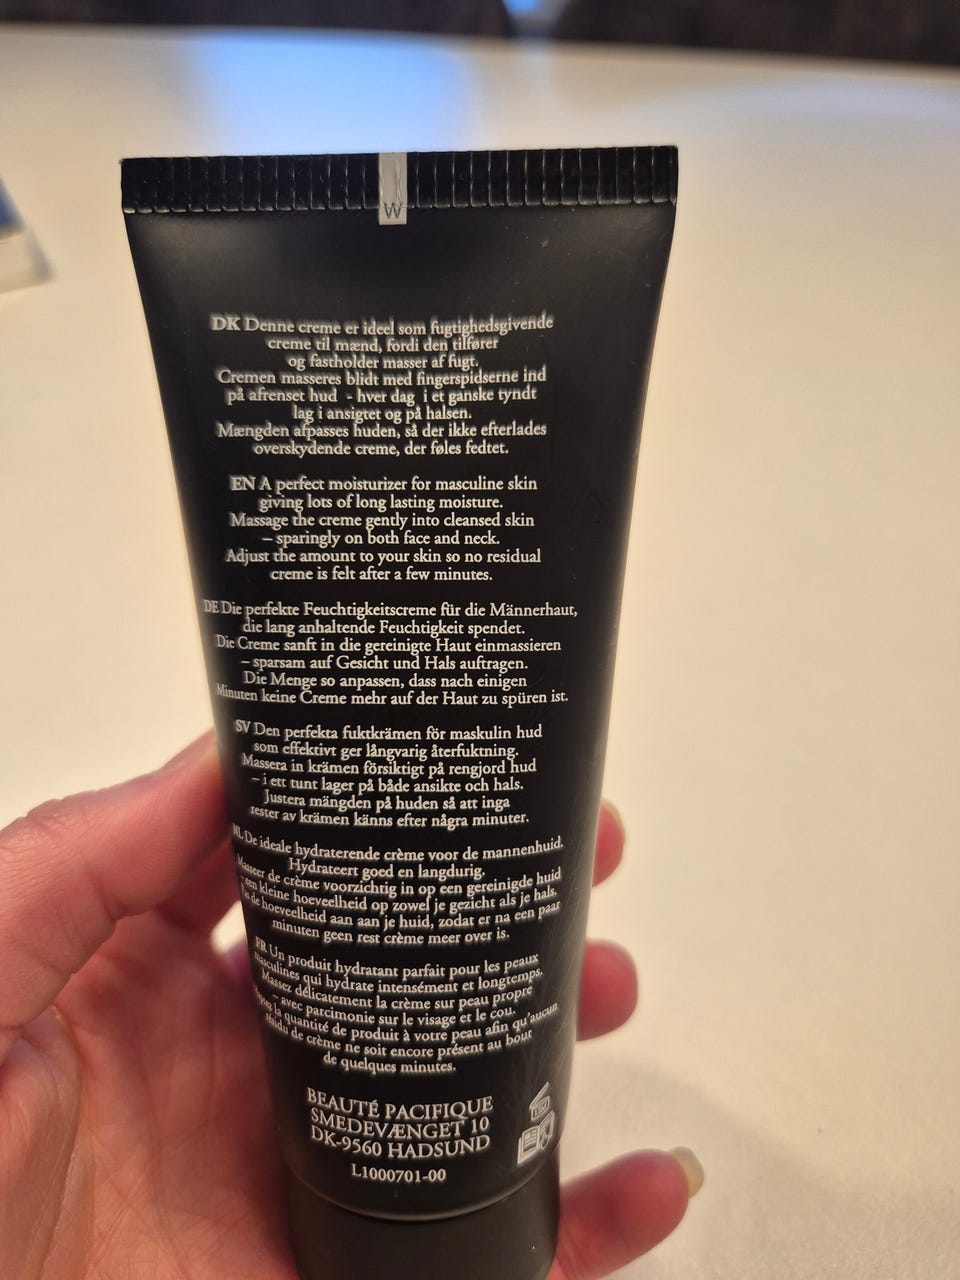 W
DK Denne creme er ideel som fugtighedsgivende
creme til mænd, fordi den tilfører
og fastholder masser af fugt.
Cremen masseres blidt med fingerspidserne ind
på afrenset hud - hver dag i et ganske tyndt
lag i ansigtet og på halsen.
Mængden afpasses huden, så der ikke efterlades
overskydende creme, der føles fedtet.
EN A perfect moisturizer for masculine skin
giving lots of long lasting moisture.
Massage the creme gently into cleansed skin
– sparingly on both face and neck.
Adjust the amount to your skin so no residual
creme is felt after a few minutes.
DE Die perfekte Feuchtigkeitscreme für die Männerhaut,
die lang anhaltende Feuchtigkeit spendet.
Die Creme sanft in die gereinigte Haut einmassieren
– sparsam auf Gesicht und Hals auftragen.
Die Menge so anpassen, dass nach einigen
Minuten keine Creme mehr auf der Haut zu spüren ist.
SV Den perfekta fuktkrämen för maskulin hud
som effektivt ger långvarig återfuktning.
Massera in krämen försiktigt på rengjord hud
– i ett tunt lager på både ansikte och hals.
Justera mängden på huden så att inga
rester av krämen känns efter några minuter.
NL De ideale hydraterende crème voor de mannenhuid.
Hydrateert goed en langdurig.
Masseer de crème voorzichtig in op een gereinigde huid
– een kleine hoeveelheid op zowel je gezicht als je hals.
Pas de hoeveelheid aan aan je huid, zodat er na een paar
minuten geen rest crème meer over is.
FR Un produit hydratant parfait pour les peaux
masculines qui hydrate intensément et longtemps.
Massez délicatement la crème sur peau propre
– avec parcimonie sur le visage et le cou.
la quantité de produit à votre peau afin qu'aucun
résidu de crème ne soit encore présent au bout
de quelques minutes.
BEAUTÉ PACIFIQUE
SMEDEVÆNGET 10
DK-9560 HADSUND
L1000701-00